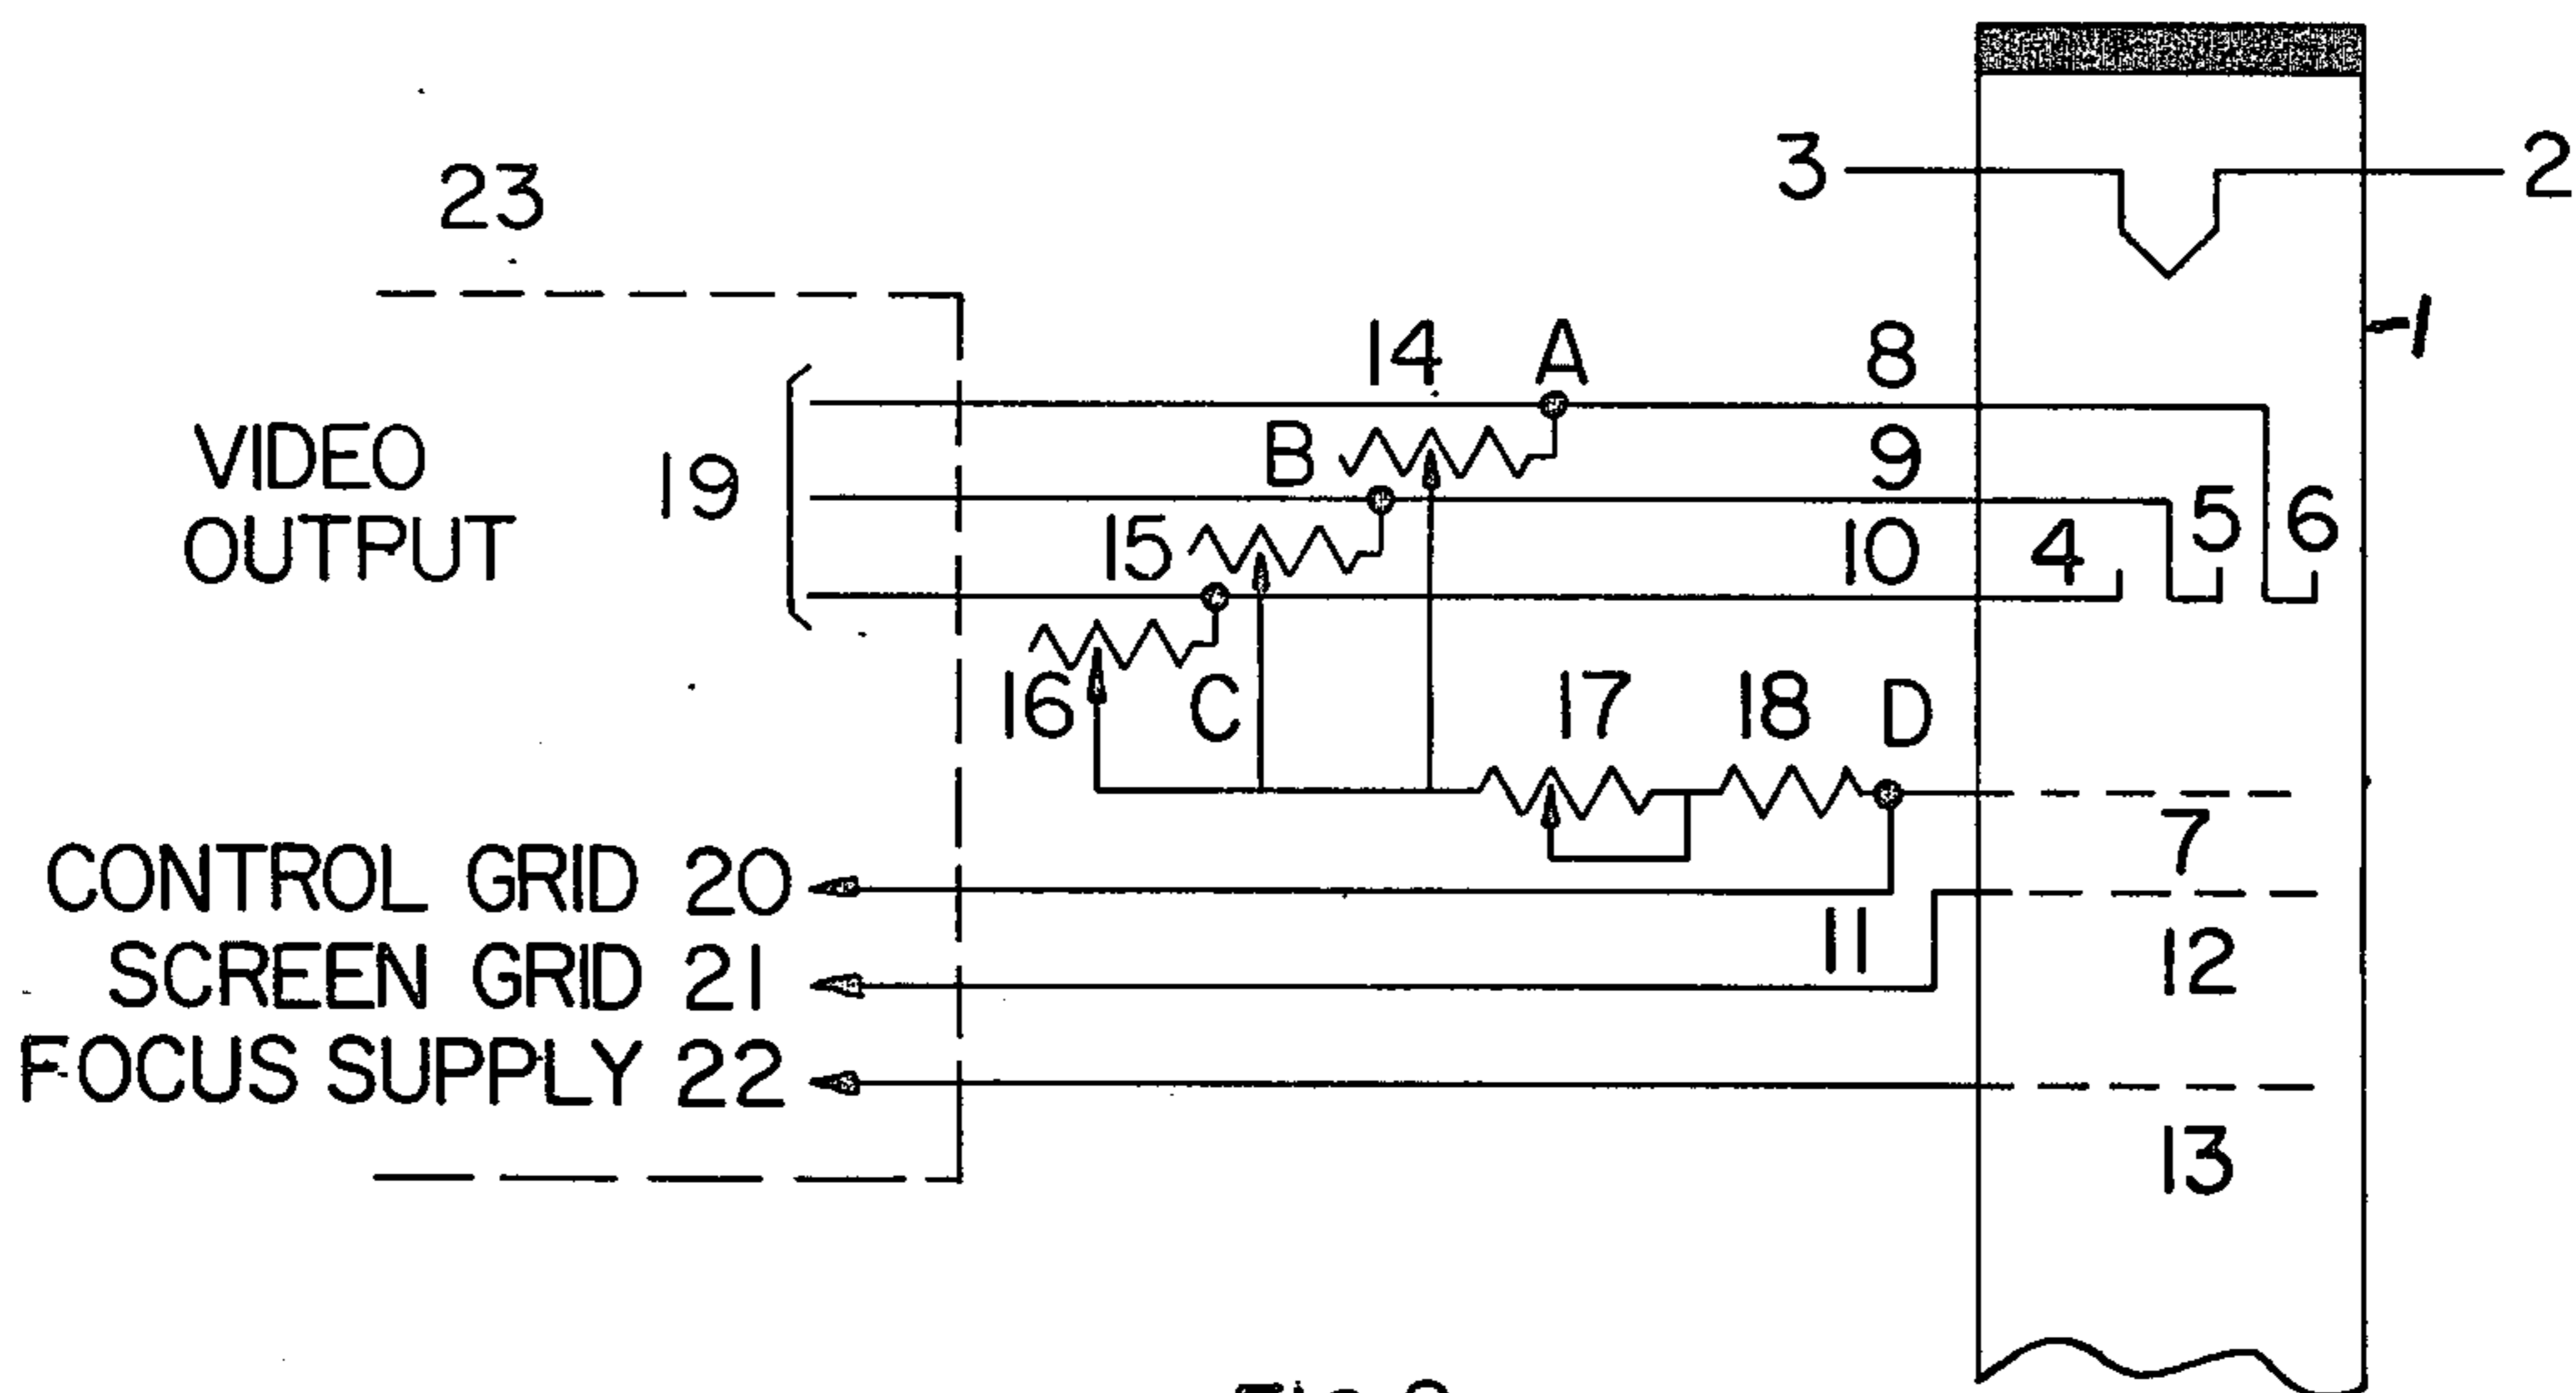 3
2
23
1
14
A
8
B
9
VIDEO
OUTPUT
19
15
10
4
5
6
16
C
17
18
D
7
CONTROL GRID 20
11
SCREEN GRID 21
12
FOCUS SUPPLY 22
13